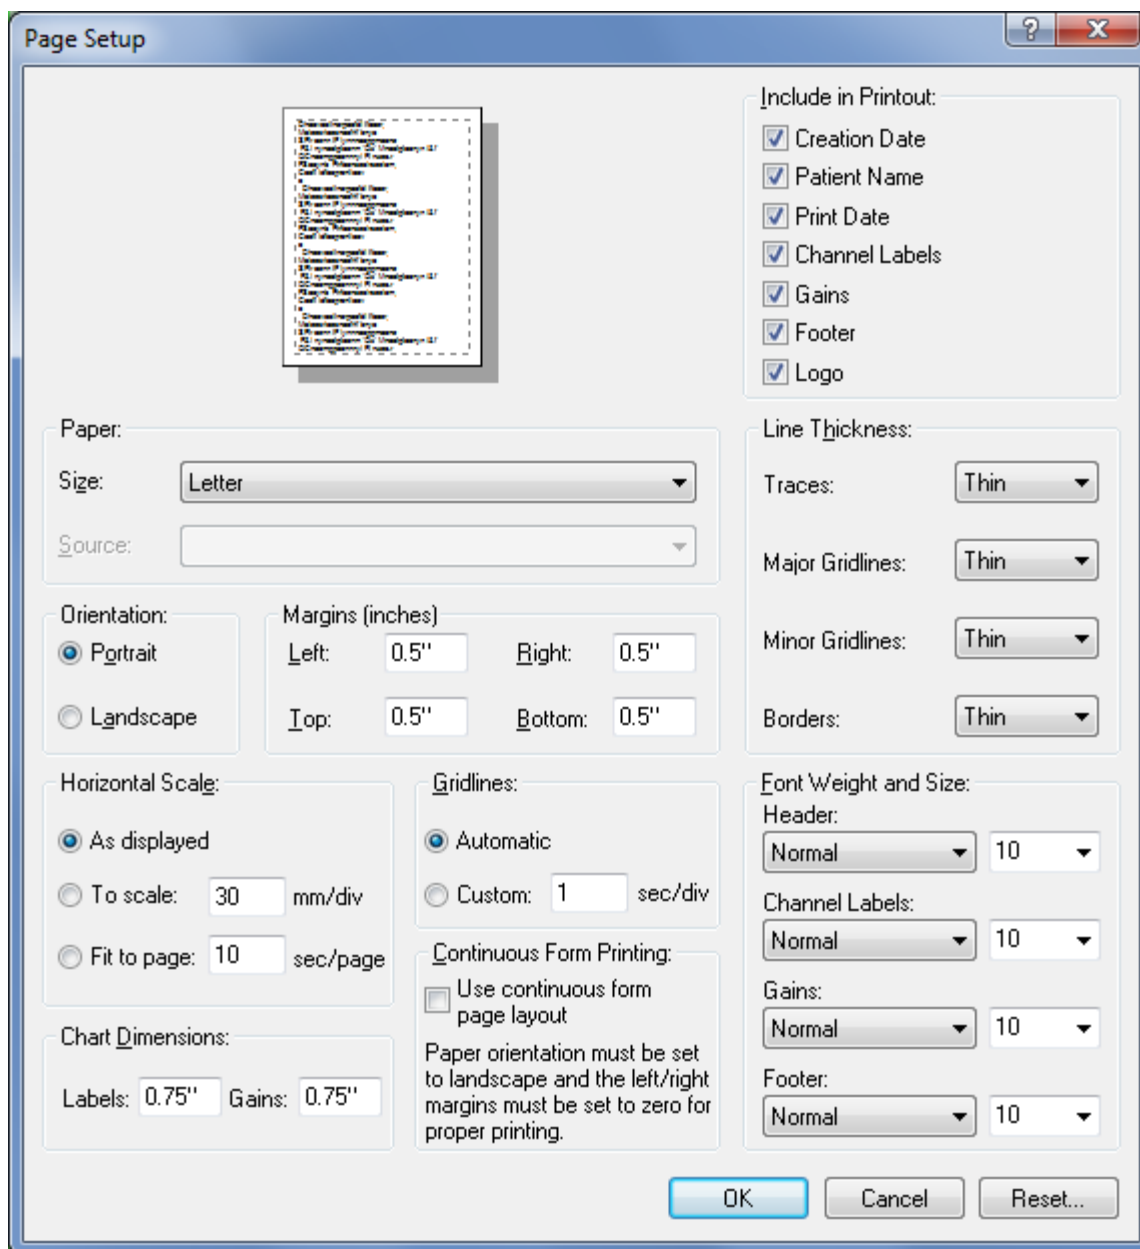 Page Setup
Include in Printout:
Creation Date
Patient Name
Print Date
Channel Labels
Gains
Footer
Logo
Paper:
Size: Letter
Source:
Line Thickness:
Traces: Thin
Major Gridlines: Thin
Minor Gridlines: Thin
Borders: Thin
Orientation:
Portrait
Landscape
Margins (inches)
Left: 0.5" Right: 0.5"
Top: 0.5" Bottom: 0.5"
Horizontal Scale:
As displayed
To scale: 30 mm/div
Fit to page: 10 sec/page
Gridlines:
Automatic
Custom: 1 sec/div
Font Weight and Size:
Header:
Normal 10
Channel Labels:
Normal 10
Gains:
Normal 10
Footer:
Normal 10
Chart Dimensions:
Labels: 0.75" Gains: 0.75"
Continuous Form Printing:
Use continuous form
page layout
Paper orientation must be set
to landscape and the left/right
margins must be set to zero for
proper printing.
OK Cancel Reset...